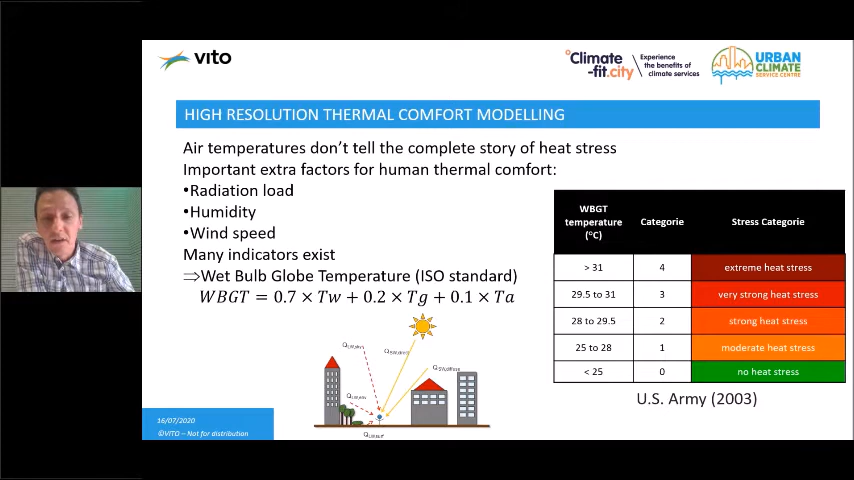 vito
°Climate
-fit.city
Experience
the benefits of
climate services
URBAN
CLIMATE
SERVICE CENTRE
HIGH RESOLUTION THERMAL COMFORT MODELLING
Air temperatures don't tell the complete story of heat stress
Important extra factors for human thermal comfort:
•Radiation load
•Humidity
•Wind speed
Many indicators exist
⇒Wet Bulb Globe Temperature (ISO standard)
WBGT = 0.7 × Tw + 0.2 × Tg + 0.1 × Ta
WBGT temperature (°C) Categorie Stress Categorie
> 31 4 extreme heat stress
29.5 to 31 3 very strong heat stress
28 to 29.5 2 strong heat stress
25 to 28 1 moderate heat stress
< 25 0 no heat stress
U.S. Army (2003)
16/07/2020
©VITO – Not for distribution